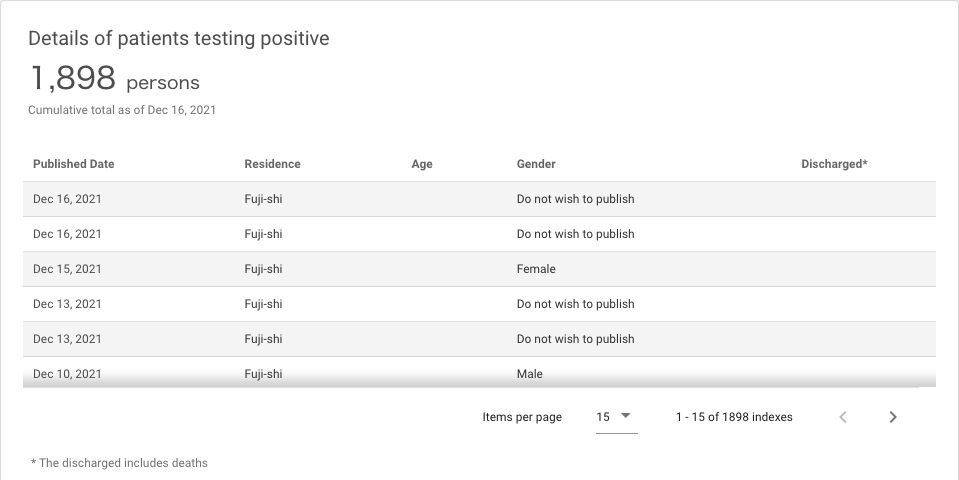 Details of patients testing positive
1,898 persons
Cumulative total as of Dec 16, 2021
Published Date Residence Age Gender Discharged*
Dec 16, 2021 Fuji-shi Do not wish to publish
Dec 16, 2021 Fuji-shi Do not wish to publish
Dec 15, 2021 Fuji-shi Female
Dec 13, 2021 Fuji-shi Do not wish to publish
Dec 13, 2021 Fuji-shi Do not wish to publish
Dec 10, 2021 Fuji-shi Male
Items per page 15 1 - 15 of 1898 indexes
* The discharged includes deaths